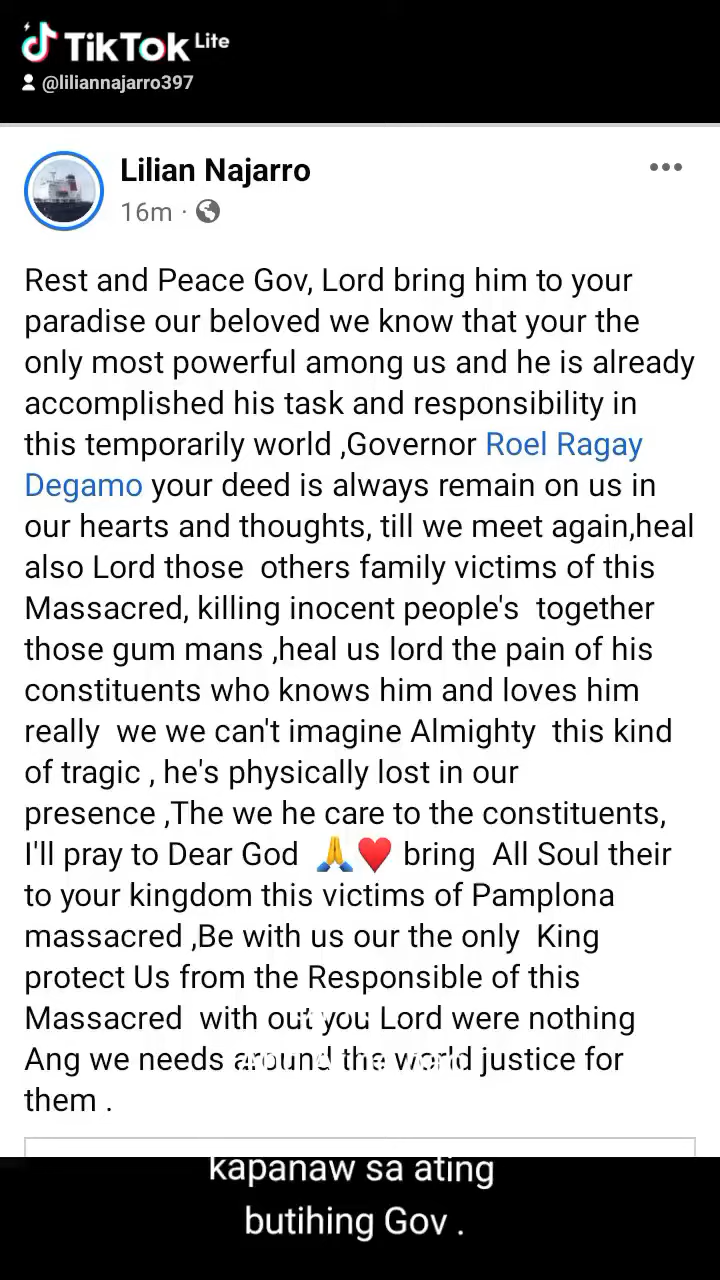 TikTok Lite
@liliannajarro397
Lilian Najarro
16m ·
Rest and Peace Gov, Lord bring him to your
paradise our beloved we know that your the
only most powerful among us and he is already
accomplished his task and responsibility in
this temporarily world ,Governor Roel Ragay
Degamo your deed is always remain on us in
our hearts and thoughts, till we meet again,heal
also Lord those  others family victims of this
Massacred, killing inocent people's  together
those gum mans ,heal us lord the pain of his
constituents who knows him and loves him
really  we we can't imagine Almighty  this kind
of tragic , he's physically lost in our
presence ,The we he care to the constituents,
I'll pray to Dear God 🙏♥️ bring  All Soul their
to your kingdom this victims of Pamplona
massacred ,Be with us our the only  King
protect Us from the Responsible of this
Massacred  with out you Lord were nothing
Ang we needs around the world justice for
them .
kapanaw sa ating
butihing Gov .